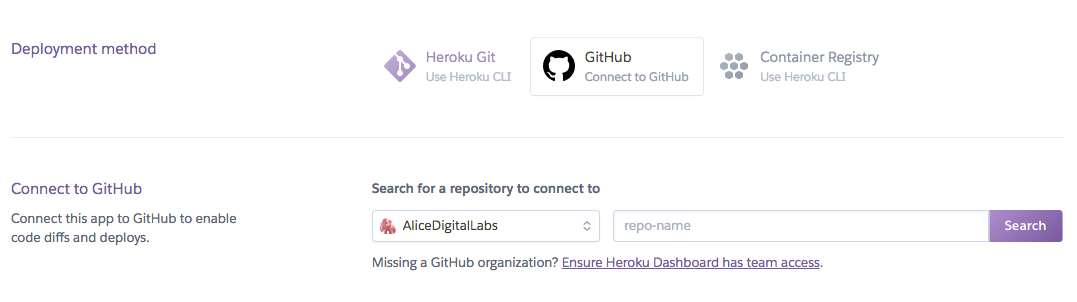 Deployment method
Heroku Git
Use Heroku CLI
GitHub
Connect to GitHub
Container Registry
Use Heroku CLI
Connect to GitHub
Connect this app to GitHub to enable
code diffs and deploys.
Search for a repository to connect to
AliceDigitalLabs
repo-name
Search
Missing a GitHub organization? Ensure Heroku Dashboard has team access.